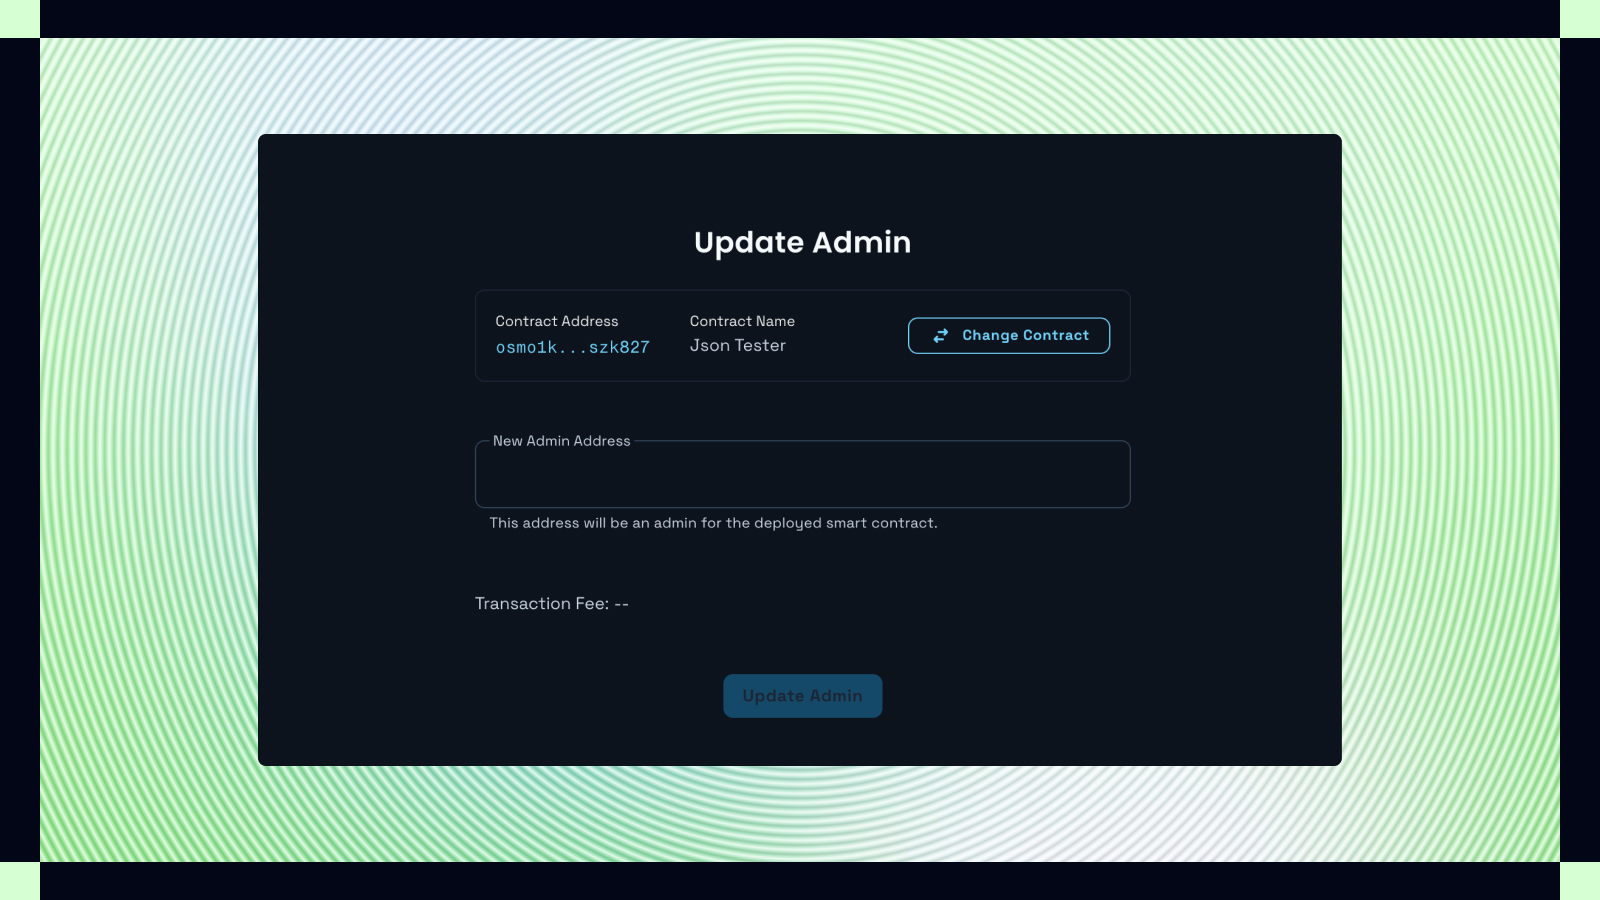 Update Admin
Contract Address
Contract Name
osmo1k...szk827
Json Tester
Change Contract
New Admin Address
This address will be an admin for the deployed smart contract.
Transaction Fee: --
Update Admin